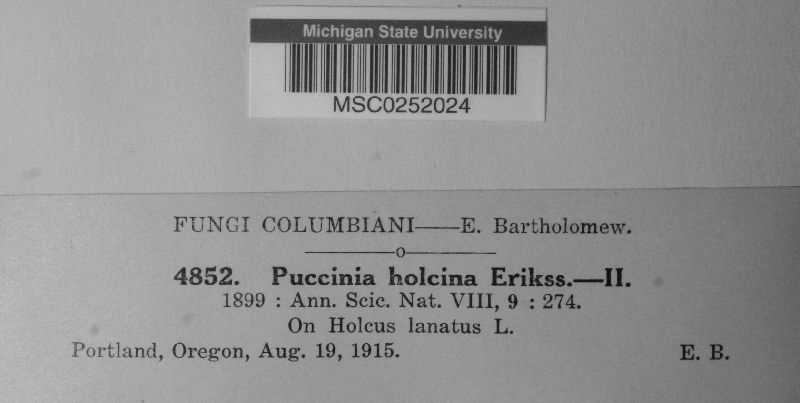 Michigan State University
MSC0252024
FUNGI COLUMBIANI——E. Bartholomew.
o
4852. Puccinia holcina Erikss.—II.
1899 : Ann. Scic. Nat. VIII, 9 : 274.
On Holcus lanatus L.
Portland, Oregon, Aug. 19, 1915. E. B.